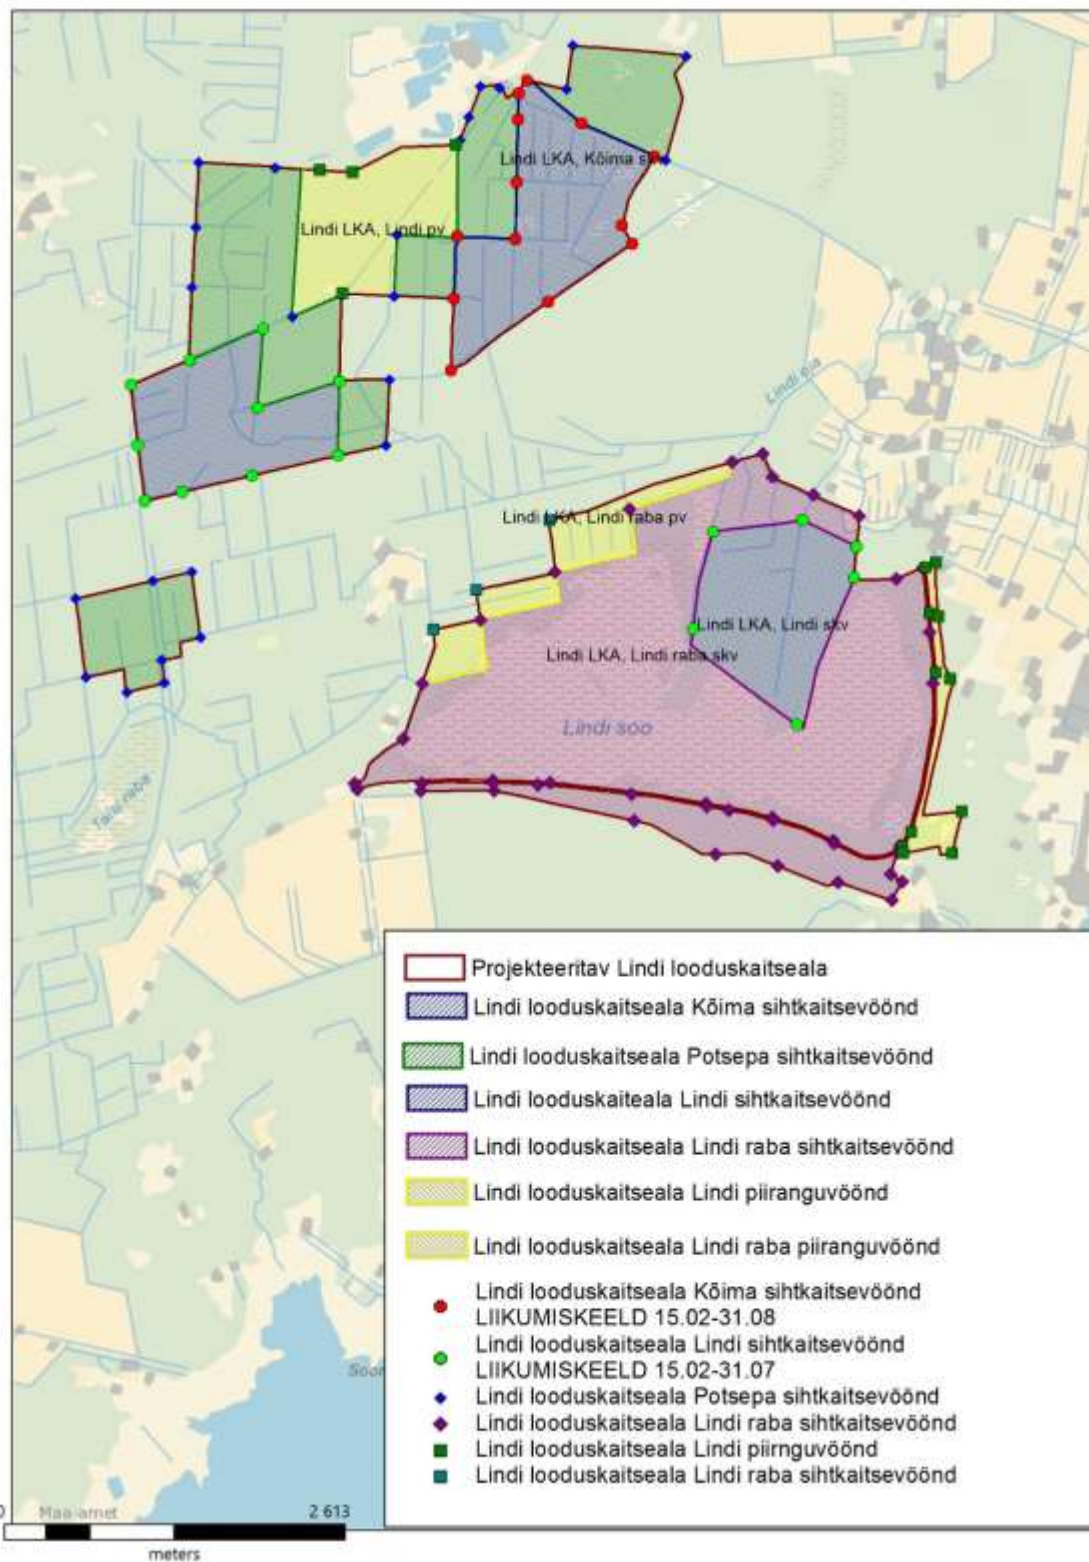 Lindi LKA, Kõima s
Lindi LKA, Lindi pv
Lindi oja
Lindi LKA, Lindi raba pv
Lindi LKA, Lindi skv
Lindi LKA, Lindi raba skv
Lindi soo
raba
Projekteeritav Lindi looduskaitseala
Lindi looduskaitseala Kõima sihtkaitsevöönd
Lindi looduskaitseala Potsepa sihtkaitsevöönd
Lindi looduskaiteala Lindi sihtkaitsevöönd
Lindi looduskaitseala Lindi raba sihtkaitsevöönd
Lindi looduskaitseala Lindi piiranguvöönd
Lindi looduskaitseala Lindi raba piiranguvöönd
Lindi looduskaitseala Kõima sihtkaitsevöönd
LIIKUMISKEELD 15.02-31.08
Lindi looduskaitseala Lindi sihtkaitsevöönd
LIIKUMISKEELD 15.02-31.07
Lindi looduskaitseala Potsepa sihtkaitsevöönd
Lindi looduskaitseala Lindi raba sihtkaitsevöönd
Lindi looduskaitseala Lindi piirnguvöönd
Lindi looduskaitseala Lindi raba sihtkaitsevöönd
0 Maa-amet 2 613
meters